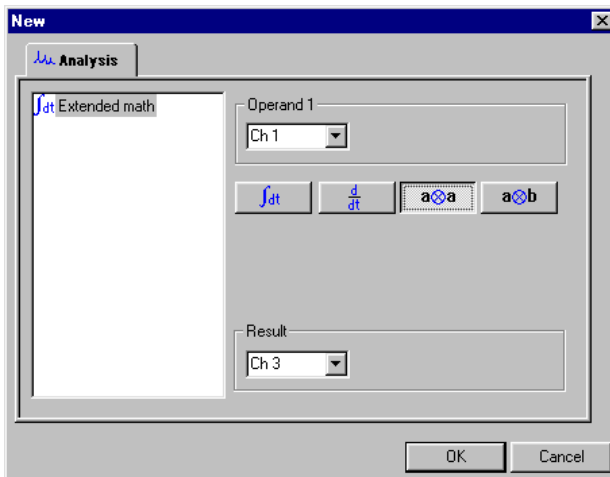 New
Analysis
∫dt Extended math
Operand 1
Ch 1
∫dt
d/dt
a⊗a
a⊗b
Result
Ch 3
OK
Cancel